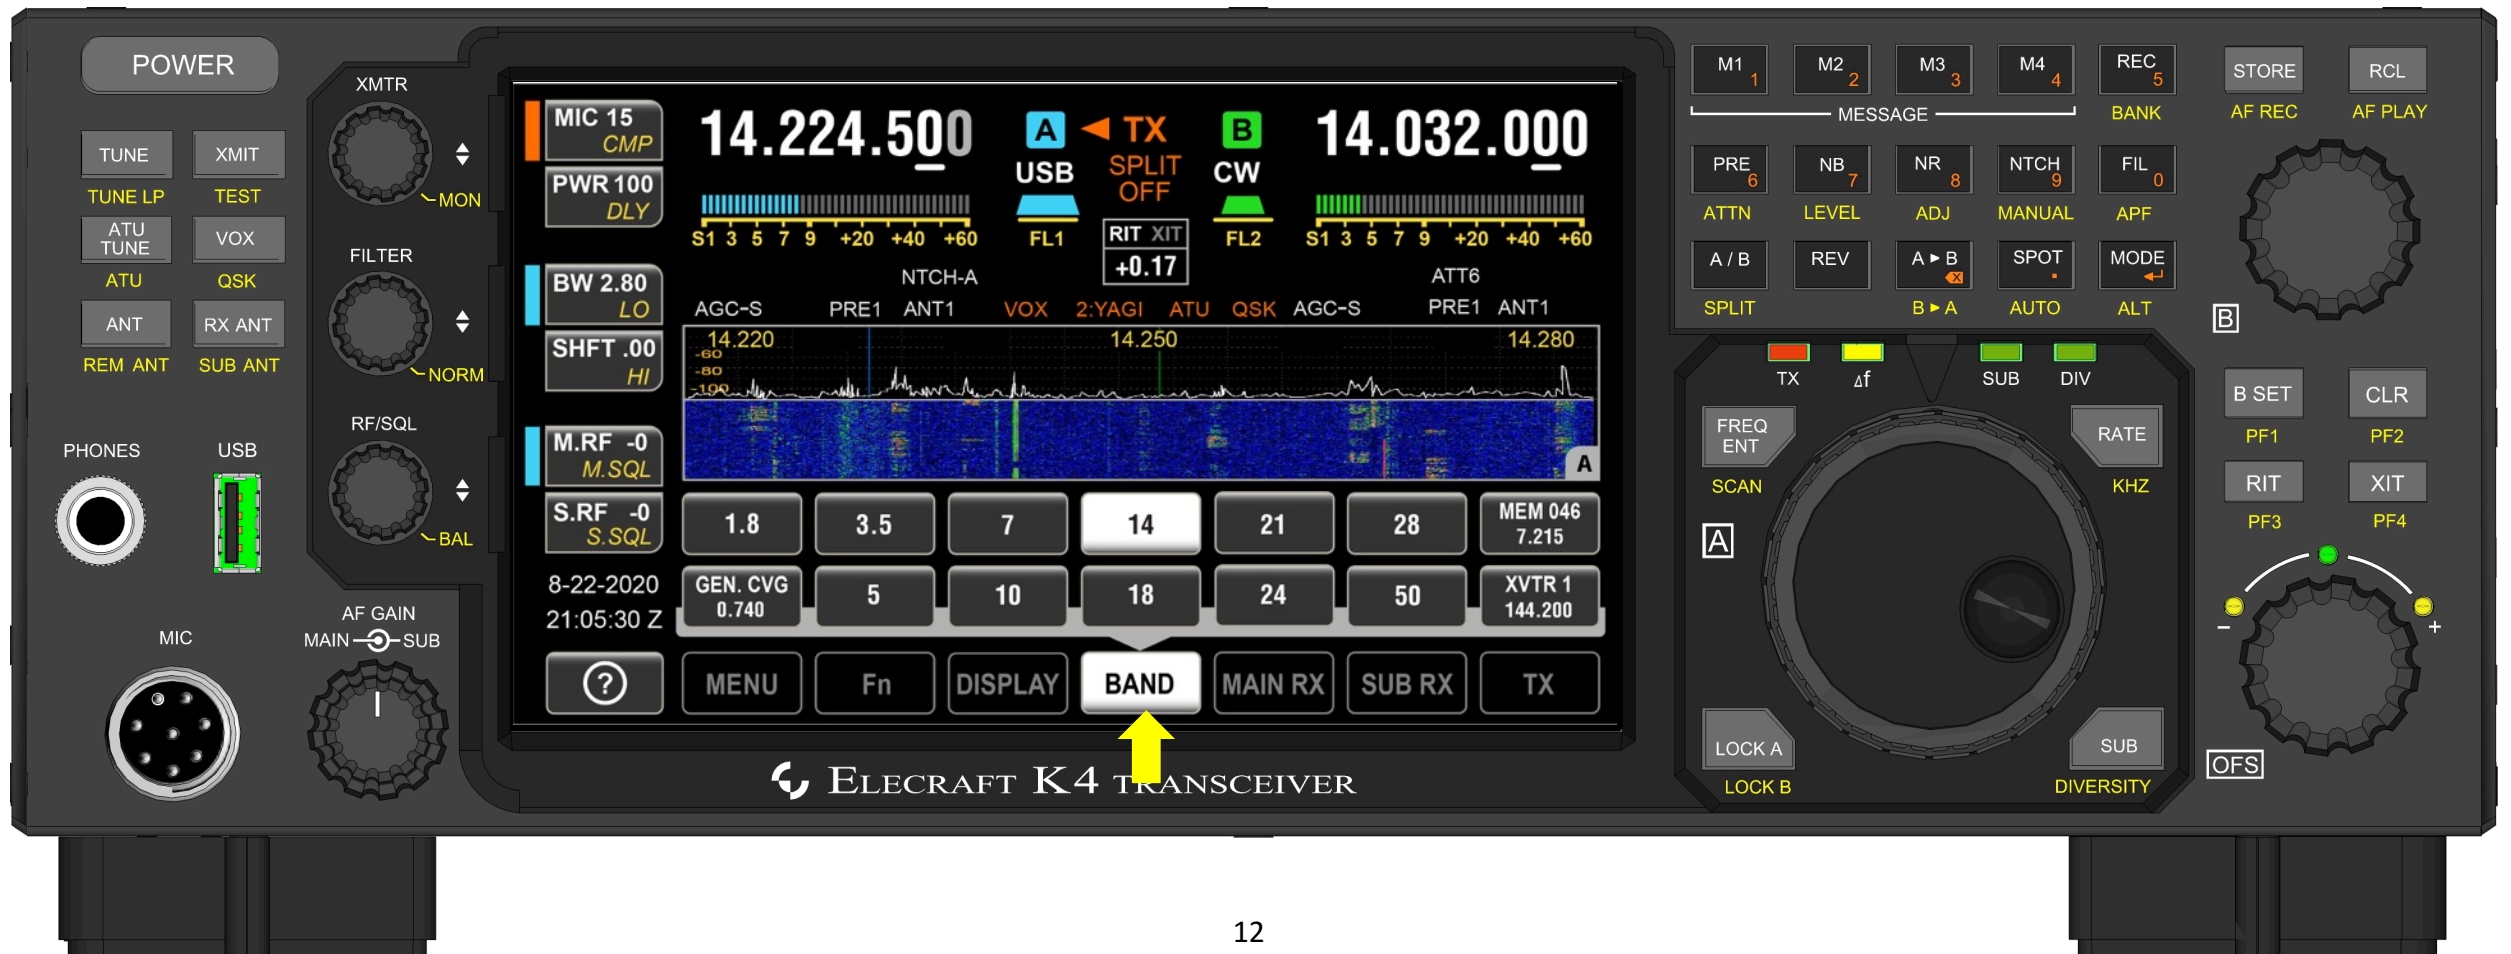 POWER
TUNE XMIT
TUNE LP TEST
ATU TUNE VOX
ATU QSK
ANT RX ANT
REM ANT SUB ANT
PHONES USB
MIC
XMTR
MON
FILTER
NORM
RF/SQL
BAL
AF GAIN
MAIN SUB
MIC 15
CMP
PWR 100
DLY
BW 2.80
LO
SHFT .00
HI
M.RF -0
M.SQL
S.RF -0
S.SQL
8-22-2020
21:05:30 Z
?
14.224.500 A ◄ TX B 14.032.000
USB SPLIT OFF CW
S1 3 5 7 9 +20 +40 +60 FL1 RIT XIT FL2 S1 3 5 7 9 +20 +40 +60
+0.17
NTCH-A ATT6
AGC-S PRE1 ANT1 VOX 2:YAGI ATU QSK AGC-S PRE1 ANT1
14.220 14.250 14.280
-60
-80
-100
A
1.8 3.5 7 14 21 28 MEM 046 7.215
GEN. CVG 0.740 5 10 18 24 50 XVTR 1 144.200
MENU Fn DISPLAY BAND MAIN RX SUB RX TX
ELECRAFT K4 TRANSCEIVER
M1 1 M2 2 M3 3 M4 4 REC 5
MESSAGE BANK
PRE 6 NB 7 NR 8 NTCH 9 FIL 0
ATTN LEVEL ADJ MANUAL APF
A / B REV A ► B SPOT . MODE
SPLIT B ► A AUTO ALT
TX Δf SUB DIV
FREQ ENT RATE
SCAN KHZ
A
LOCK A SUB
LOCK B DIVERSITY
STORE RCL
AF REC AF PLAY
B
B SET CLR
PF1 PF2
RIT XIT
PF3 PF4
- +
OFS
12